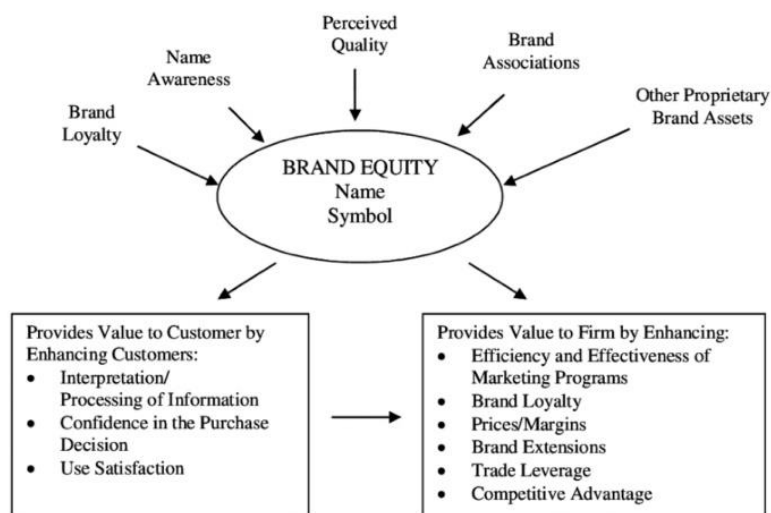 Perceived
Quality
Brand
Associations
Name
Awareness
Other Proprietary
Brand Assets
Brand
Loyalty
BRAND EQUITY
Name
Symbol
Provides Value to Customer by
Enhancing Customers:
• Interpretation/
Processing of Information
• Confidence in the Purchase
Decision
• Use Satisfaction
Provides Value to Firm by Enhancing:
• Efficiency and Effectiveness of
Marketing Programs
• Brand Loyalty
• Prices/Margins
• Brand Extensions
• Trade Leverage
• Competitive Advantage